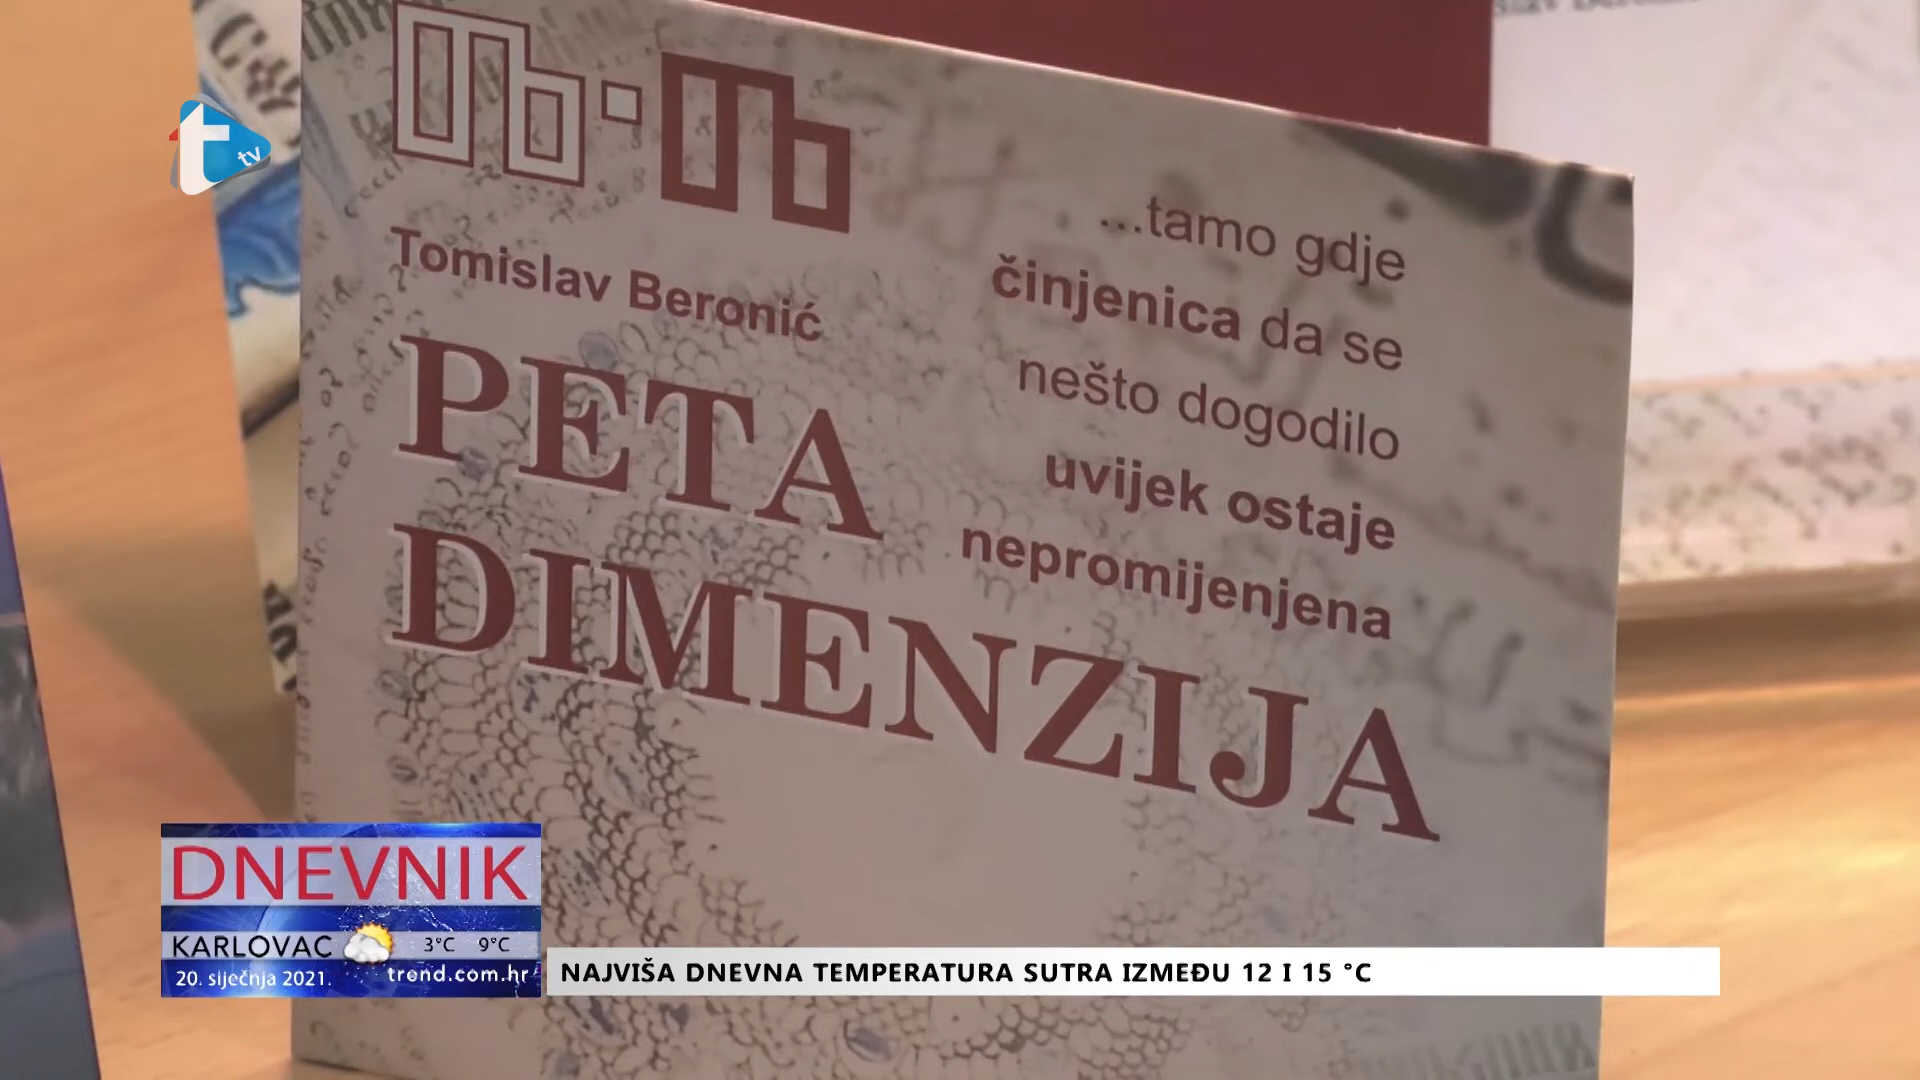 Tomislav Beronić
PETA
DIMENZIJA
...tamo gdje
činjenica da se
nešto dogodilo
uvijek ostaje
nepromijenjena
t tv
DNEVNIK
KARLOVAC 3°C 9°C
20. siječnja 2021. trend.com.hr
NAJVIŠA DNEVNA TEMPERATURA SUTRA IZMEĐU 12 I 15 °C